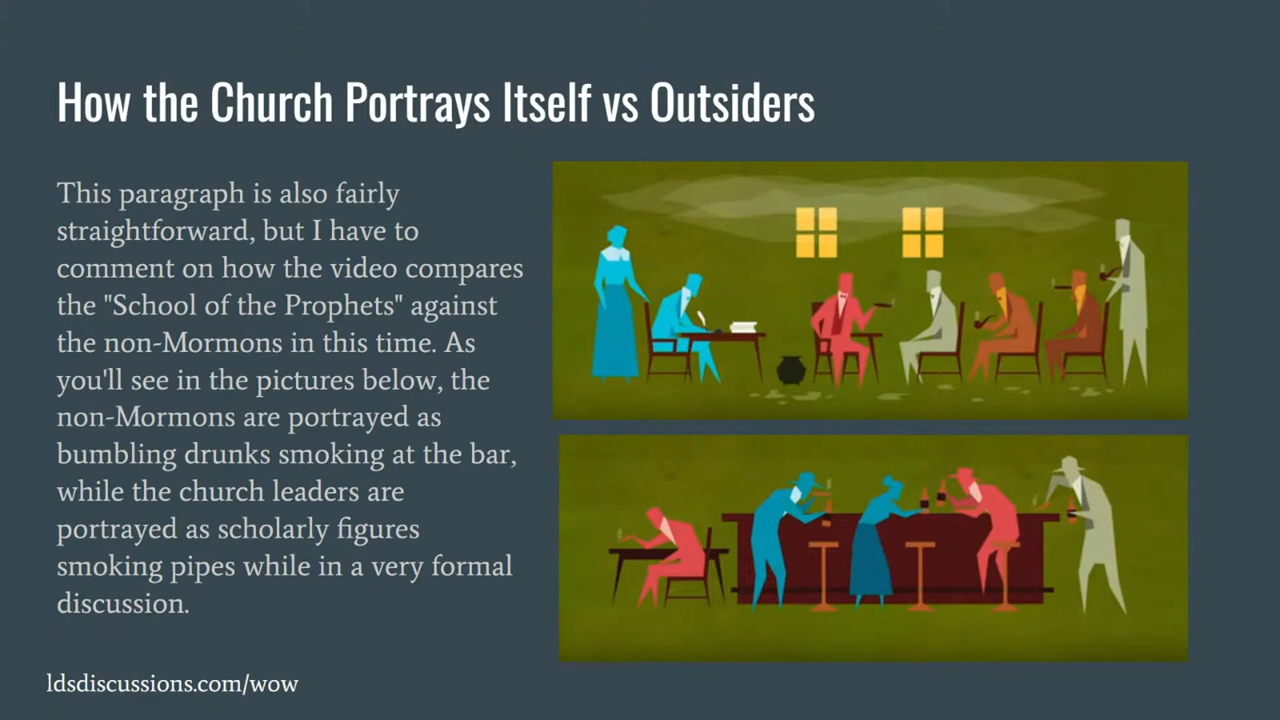 How the Church Portrays Itself vs Outsiders
This paragraph is also fairly
straightforward, but I have to
comment on how the video compares
the "School of the Prophets" against
the non-Mormons in this time. As
you'll see in the pictures below, the
non-Mormons are portrayed as
bumbling drunks smoking at the bar,
while the church leaders are
portrayed as scholarly figures
smoking pipes while in a very formal
discussion.
ldsdiscussions.com/wow